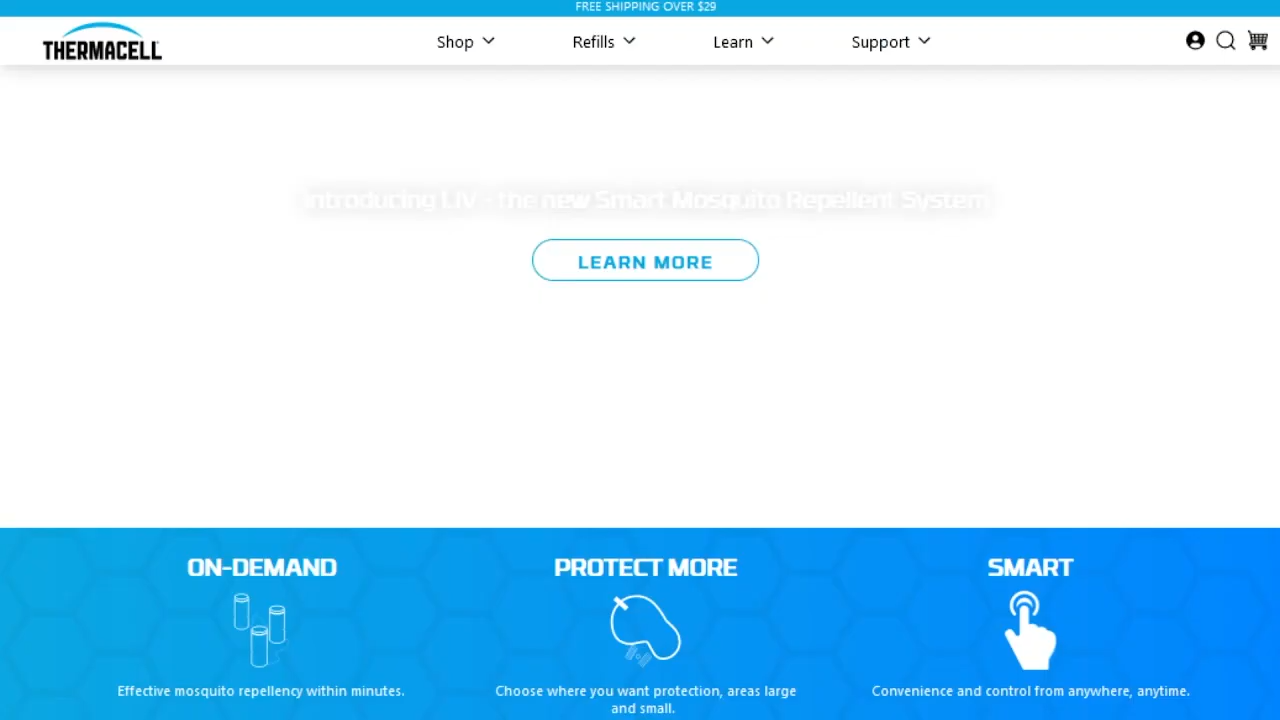 FREE SHIPPING OVER $29
THERMACELL
Shop
Refills
Learn
Support
Introducing LIV - the new Smart Mosquito Repellent System
LEARN MORE
ON-DEMAND
PROTECT MORE
SMART
Effective mosquito repellency within minutes.
Choose where you want protection, areas large
and small.
Convenience and control from anywhere, anytime.